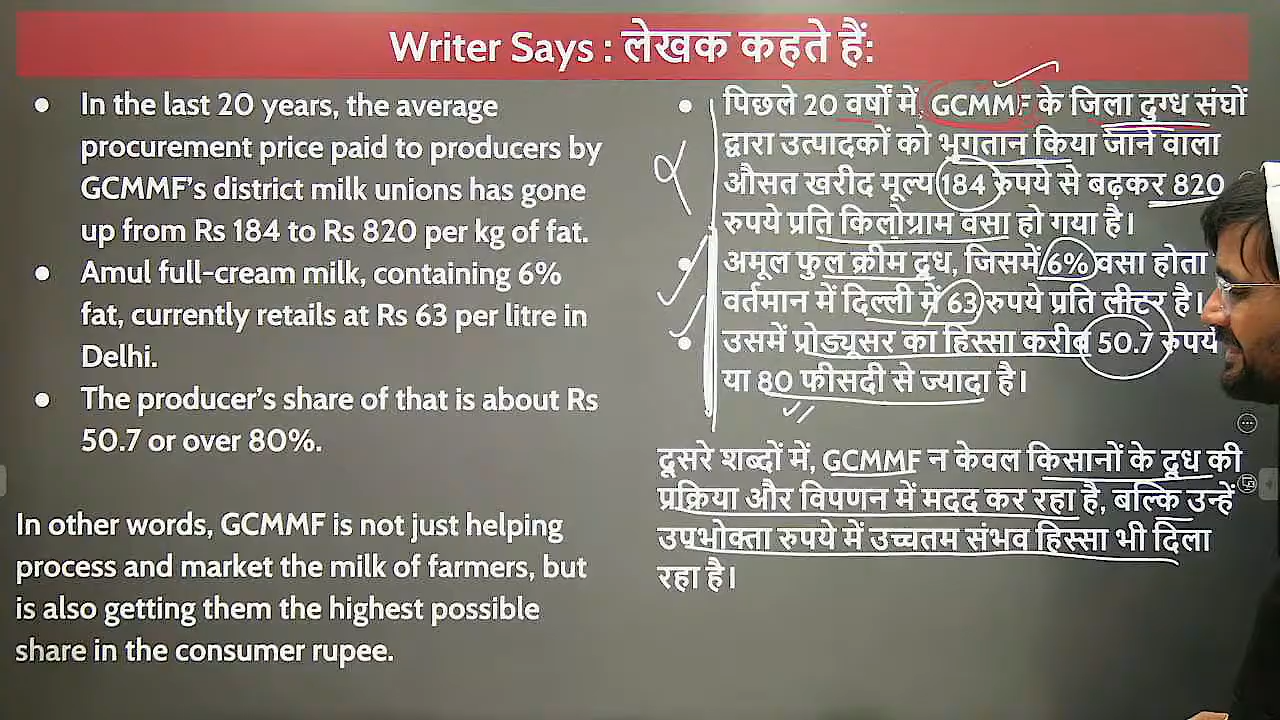 Writer Says : लेखक कहते हैं:
In the last 20 years, the average
procurement price paid to producers by
GCMMF's district milk unions has gone
up from Rs 184 to Rs 820 per kg of fat.
Amul full-cream milk, containing 6%
fat, currently retails at Rs 63 per litre in
Delhi.
The producer's share of that is about Rs
50.7 or over 80%.
In other words, GCMMF is not just helping
process and market the milk of farmers, but
is also getting them the highest possible
share in the consumer rupee.
पिछले 20 वर्षों में, GCMMF के जिला दुग्ध संघों
द्वारा उत्पादकों को भुगतान किया जाने वाला
औसत खरीद मूल्य 184 रुपये से बढ़कर 820
रुपये प्रति किलोग्राम वसा हो गया है।
अमूल फुल क्रीम दूध, जिसमें 6% वसा होता
वर्तमान में दिल्ली में 63 रुपये प्रति लीटर है।
उसमें प्रोड्यूसर का हिस्सा करीब 50.7 रुपये
या 80 फीसदी से ज्यादा है।
दूसरे शब्दों में, GCMMF न केवल किसानों के दूध की
प्रक्रिया और विपणन में मदद कर रहा है, बल्कि उन्हें
उपभोक्ता रुपये में उच्चतम संभव हिस्सा भी दिला
रहा है।